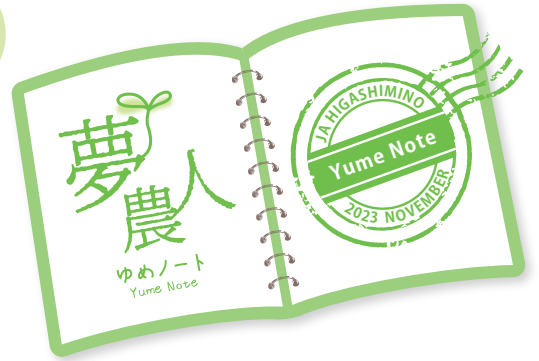 夢
農
人
ゆめノート
Yume Note
JA HIGASHIMINO
Yume Note
2023 NOVEMBER